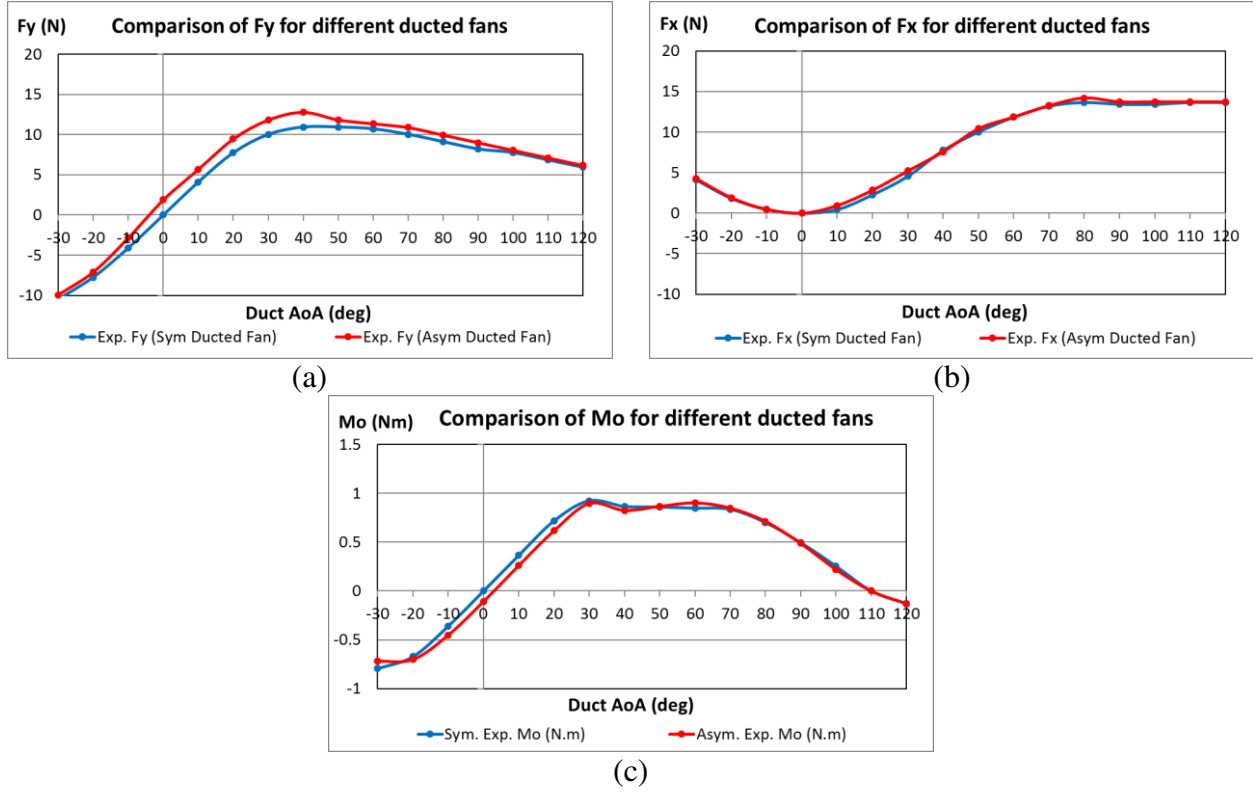 Fy (N) Comparison of Fy for different ducted fans
20
15
10
5
0
-5
-10
-30 -20 -10 0 10 20 30 40 50 60 70 80 90 100 110 120
Duct AoA (deg)
Exp. Fy (Sym Ducted Fan) Exp. Fy (Asym Ducted Fan)
(a)
Fx (N) Comparison of Fx for different ducted fans
20
15
10
5
0
-5
-10
-30 -20 -10 0 10 20 30 40 50 60 70 80 90 100 110 120
Duct AoA (deg)
Exp. Fx (Sym Ducted Fan) Exp. Fx (Asym Ducted Fan)
(b)
Mo (Nm) Comparison of Mo for different ducted fans
1.5
1
0.5
0
-0.5
-1
-30 -20 -10 0 10 20 30 40 50 60 70 80 90 100 110 120
Duct AoA (deg)
Sym. Exp. Mo (N.m) Asym. Exp. Mo (N.m)
(c)